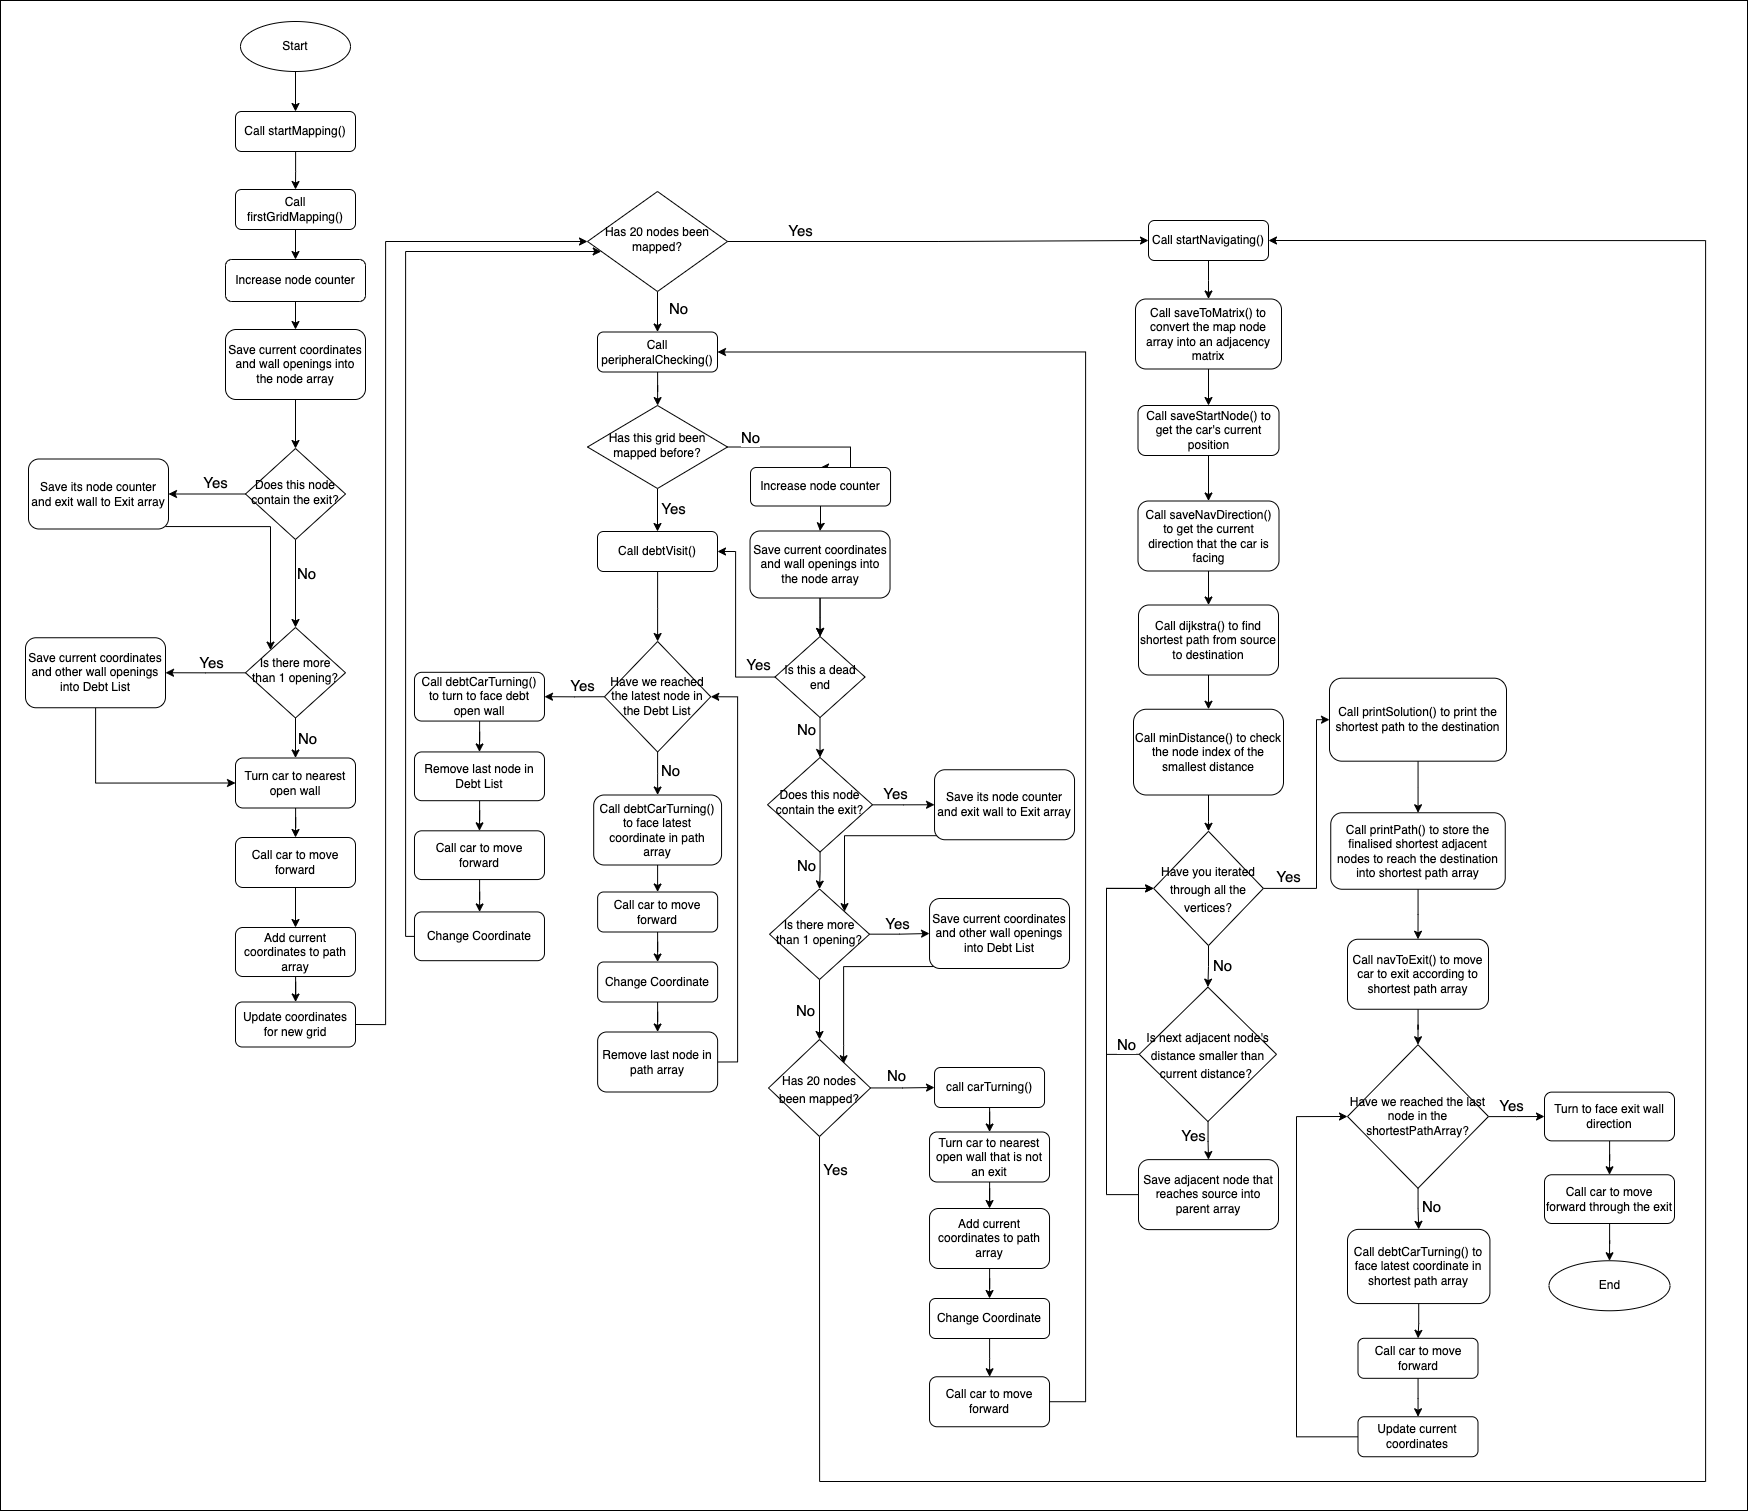 Start
Call startMapping()
Call
firstGridMapping()
Increase node counter
Save current coordinates
and wall openings into
the node array
Does this node
contain the exit?
Yes
Save its node counter
and exit wall to Exit array
No
Is there more
than 1 opening?
Yes
Save current coordinates
and other wall openings
into Debt List
No
Turn car to nearest
open wall
Call car to move
forward
Add current
coordinates to path
array
Update coordinates
for new grid
Has 20 nodes been
mapped?
Yes
No
Call
peripheralChecking()
Has this grid been
mapped before?
No
Yes
Increase node counter
Call debtVisit()
Save current coordinates
and wall openings into
the node array
Is this a dead
end
Yes
No
Have we reached
the latest node in
the Debt List
Yes
Call debtCarTurning()
to turn to face debt
open wall
Remove last node in
Debt List
Call car to move
forward
Change Coordinate
No
Call debtCarTurning()
to face latest
coordinate in path
array
Call car to move
forward
Change Coordinate
Remove last node in
path array
Does this node
contain the exit?
Yes
Save its node counter
and exit wall to Exit array
No
Is there more
than 1 opening?
Yes
Save current coordinates
and other wall openings
into Debt List
No
Has 20 nodes
been mapped?
No
call carTurning()
Yes
Turn car to nearest
open wall that is not
an exit
Add current
coordinates to path
array
Change Coordinate
Call car to move
forward
Call startNavigating()
Call saveToMatrix() to
convert the map node
array into an adjacency
matrix
Call saveStartNode() to
get the car's current
position
Call saveNavDirection()
to get the current
direction that the car is
facing
Call dijkstra() to find
shortest path from source
to destination
Call minDistance() to check
the node index of the
smallest distance
Have you iterated
through all the
vertices?
Yes
No
Is next adjacent node's
distance smaller than
current distance?
No
Yes
Save adjacent node that
reaches source into
parent array
Call printSolution() to print the
shortest path to the destination
Call printPath() to store the
finalised shortest adjacent
nodes to reach the destination
into shortest path array
Call navToExit() to move
car to exit according to
shortest path array
Have we reached the last
node in the
shortestPathArray?
Yes
Turn to face exit wall
direction
Call car to move
forward through the exit
End
No
Call debtCarTurning() to
face latest coordinate in
shortest path array
Call car to move
forward
Update current
coordinates